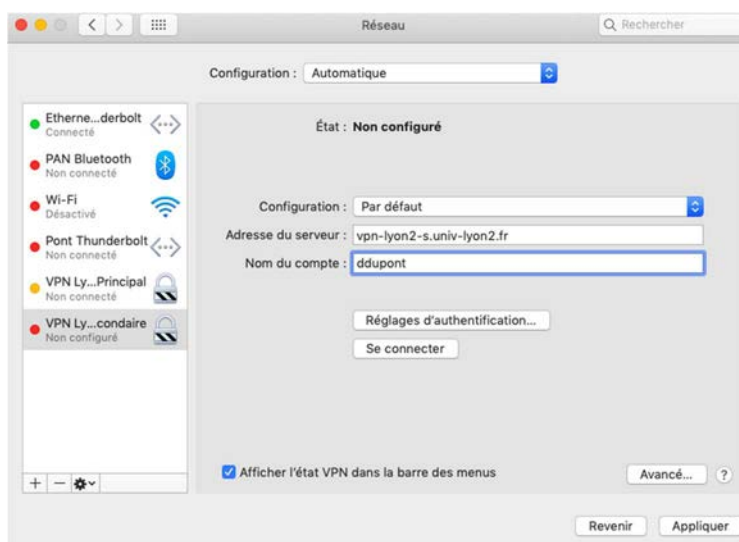 Réseau
Rechercher
Configuration : Automatique
Etherne...derbolt
Connecté
PAN Bluetooth
Non connecté
Wi-Fi
Désactivé
Pont Thunderbolt
Non connecté
VPN Ly...Principal
Non connecté
VPN Ly...condaire
Non configuré
État : Non configuré
Configuration : Par défaut
Adresse du serveur : vpn-lyon2-s.univ-lyon2.fr
Nom du compte : ddupont
Réglages d'authentification...
Se connecter
Afficher l'état VPN dans la barre des menus
Avancé... ?
Revenir Appliquer